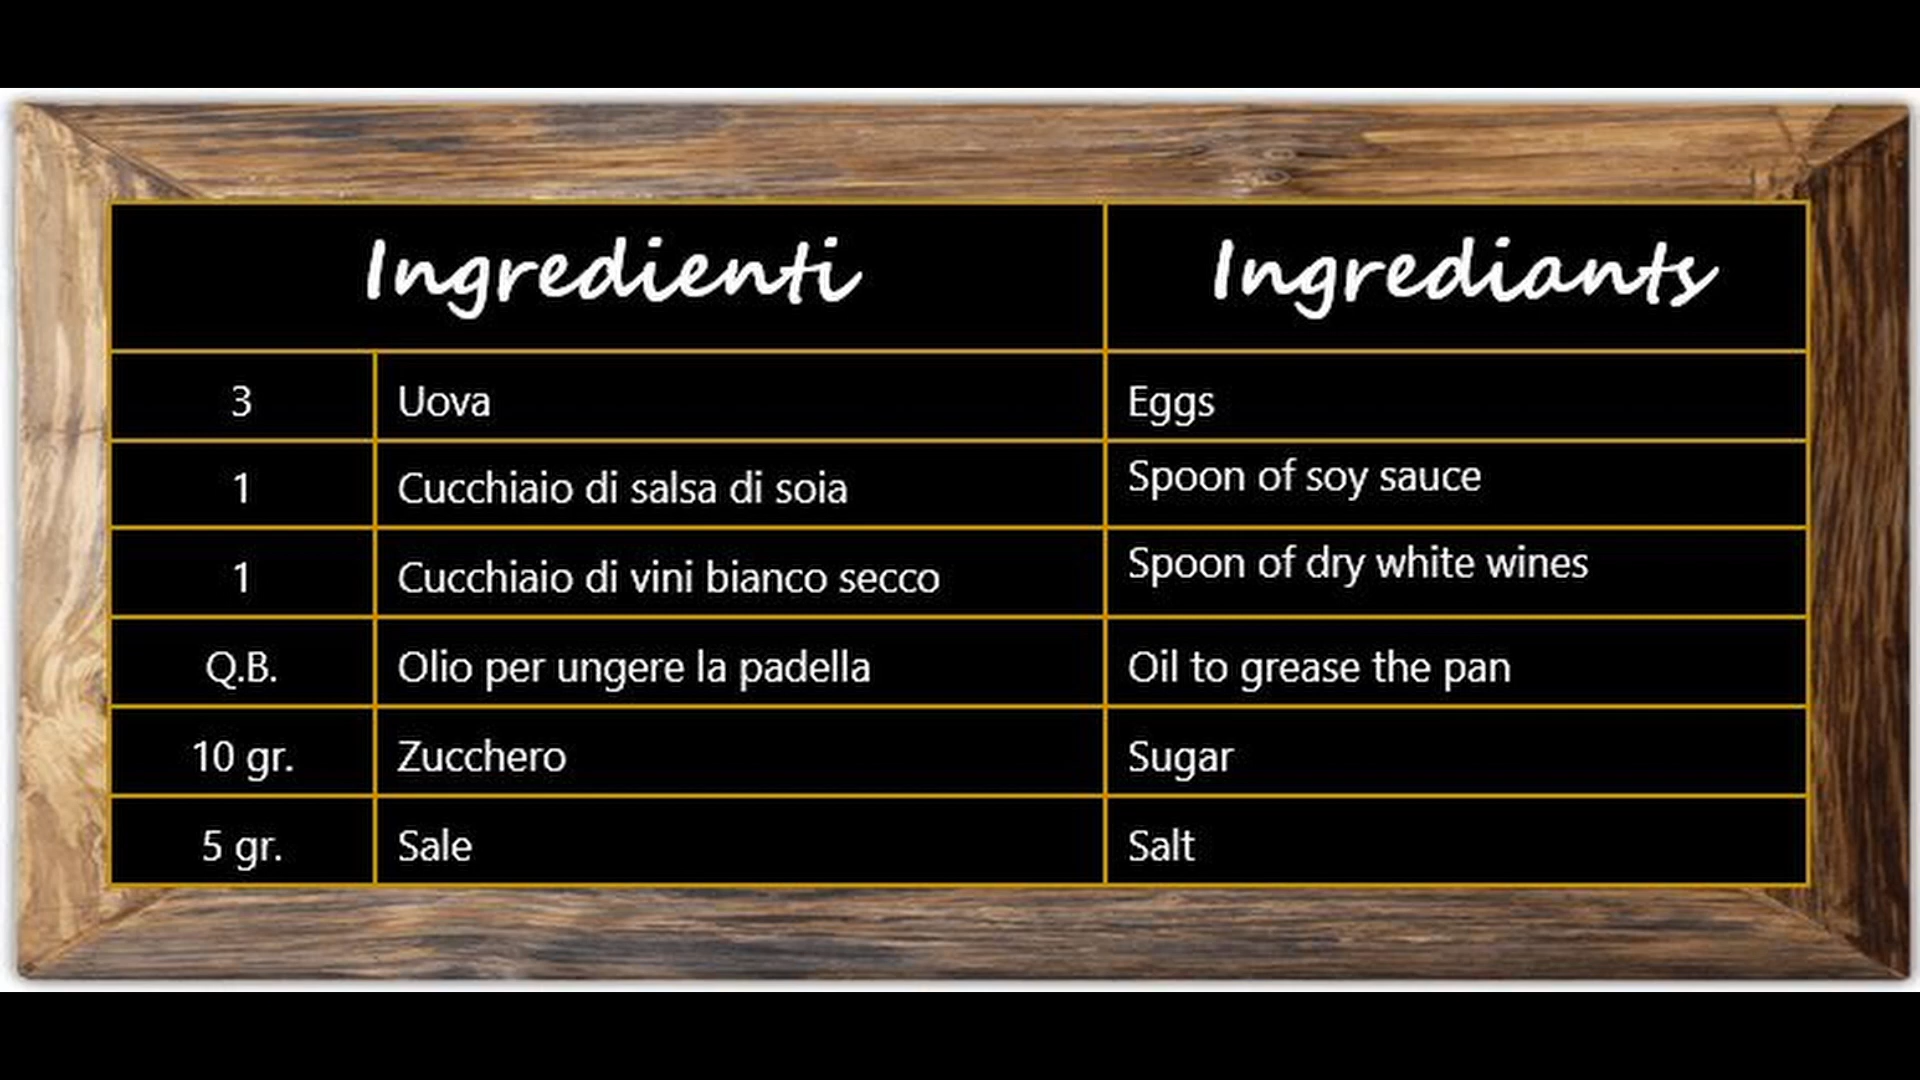 Ingredienti Ingrediants
3 Uova Eggs
1 Cucchiaio di salsa di soia Spoon of soy sauce
1 Cucchiaio di vini bianco secco Spoon of dry white wines
Q.B. Olio per ungere la padella Oil to grease the pan
10 gr. Zucchero Sugar
5 gr. Sale Salt